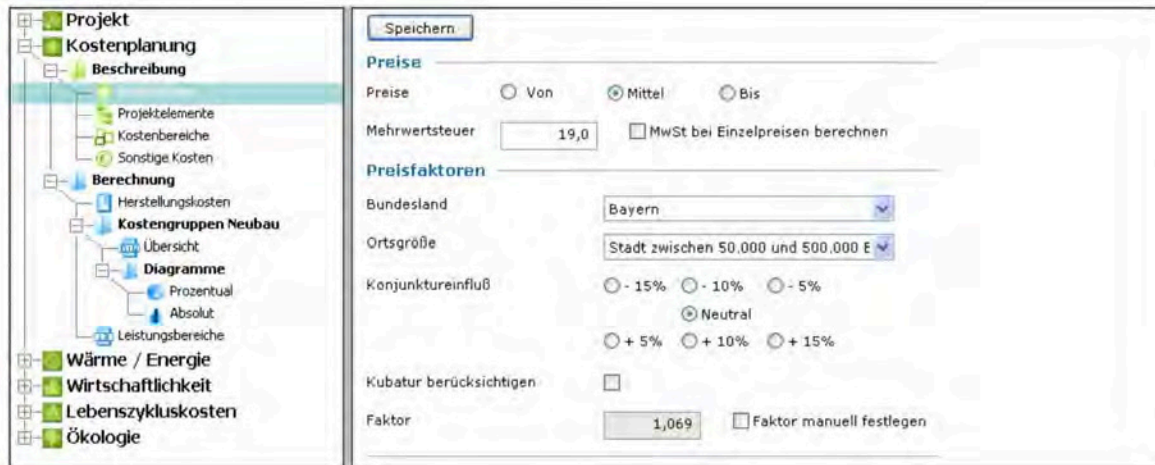 Projekt
Kostenplanung
Beschreibung
Projektelemente
Kostenbereiche
Sonstige Kosten
Berechnung
Herstellungskosten
Kostengruppen Neubau
Übersicht
Diagramme
Prozentual
Absolut
Leistungsbereiche
Wärme / Energie
Wirtschaftlichkeit
Lebenszykluskosten
Ökologie
Speichern
Preise
Preise Von Mittel Bis
Mehrwertsteuer 19,0 MwSt bei Einzelpreisen berechnen
Preisfaktoren
Bundesland Bayern
Ortsgröße Stadt zwischen 50.000 und 500.000 E
Konjunktureinfluß - 15% - 10% - 5%
Neutral
+ 5% + 10% + 15%
Kubatur berücksichtigen
Faktor 1,069 Faktor manuell festlegen